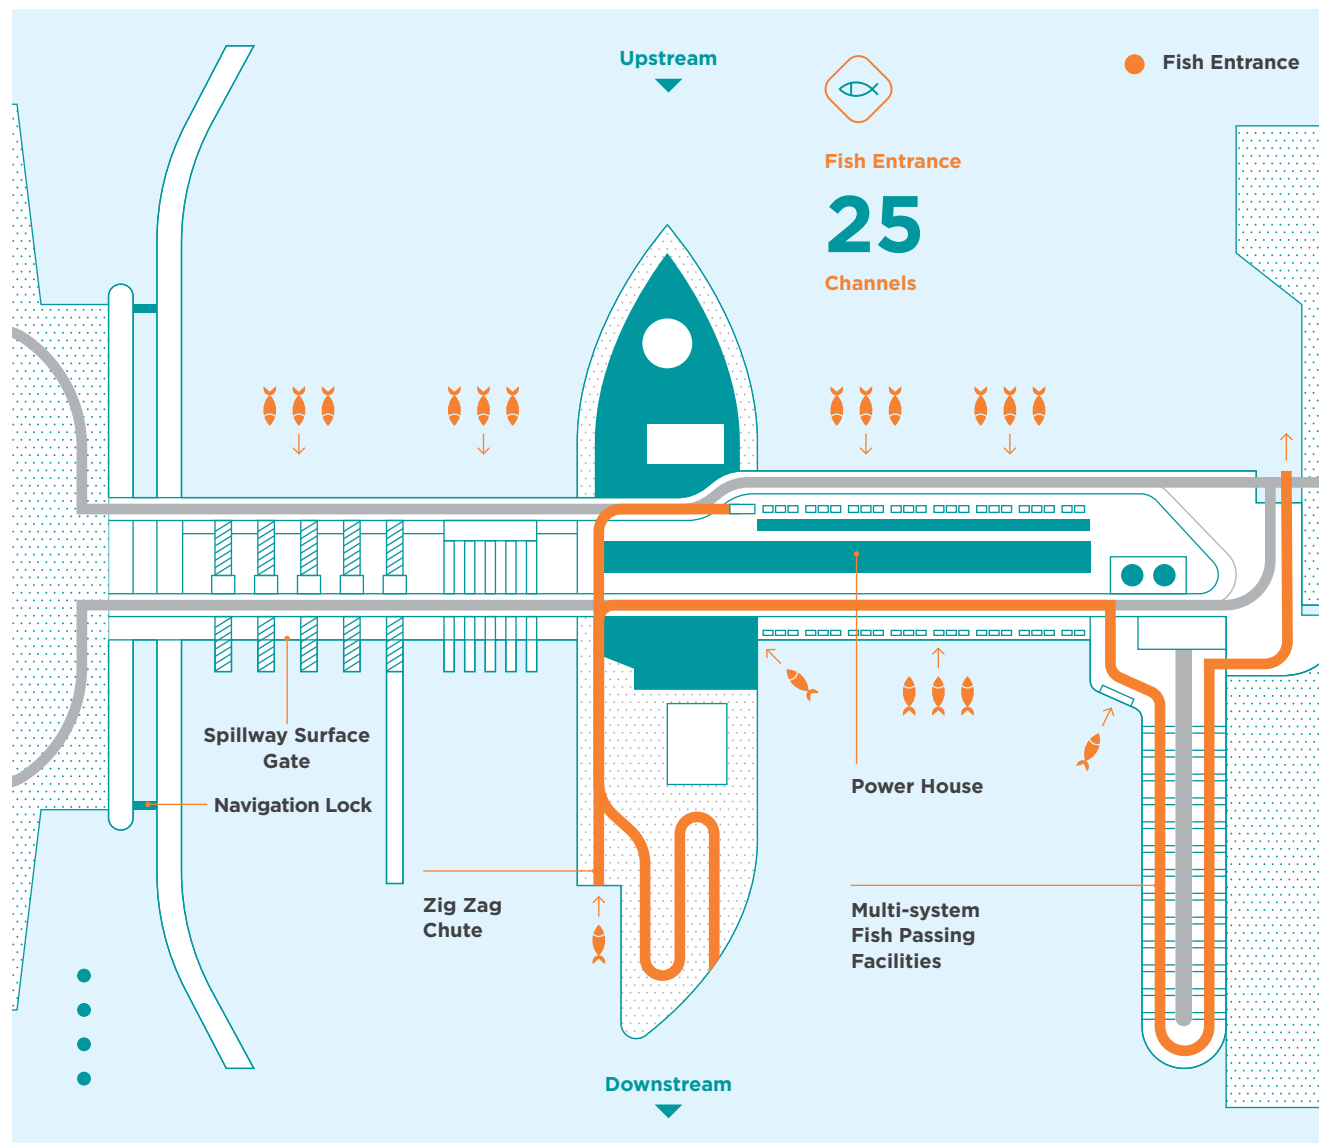 Upstream
Fish Entrance
Fish Entrance
25
Channels
Spillway Surface
Gate
Navigation Lock
Power House
Zig Zag
Chute
Multi-system
Fish Passing
Facilities
Downstream